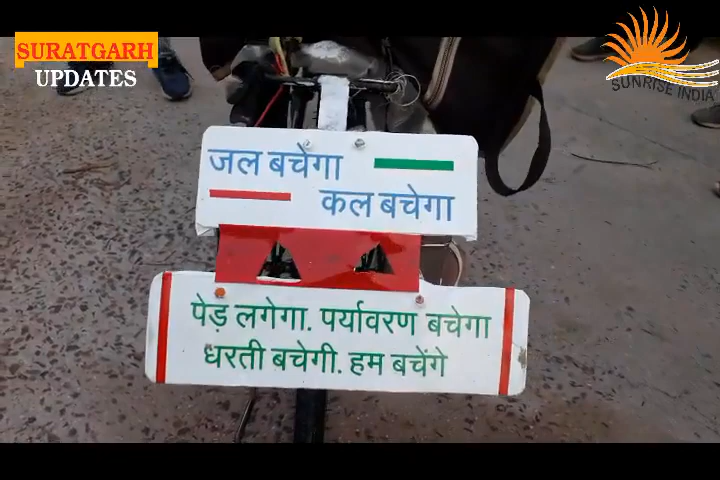 SURATGARH
UPDATES
SUNRISE INDIA
जल बचेगा
कल बचेगा
पेड़ लगेगा. पर्यावरण बचेगा
धरती बचेगी. हम बचेंगे